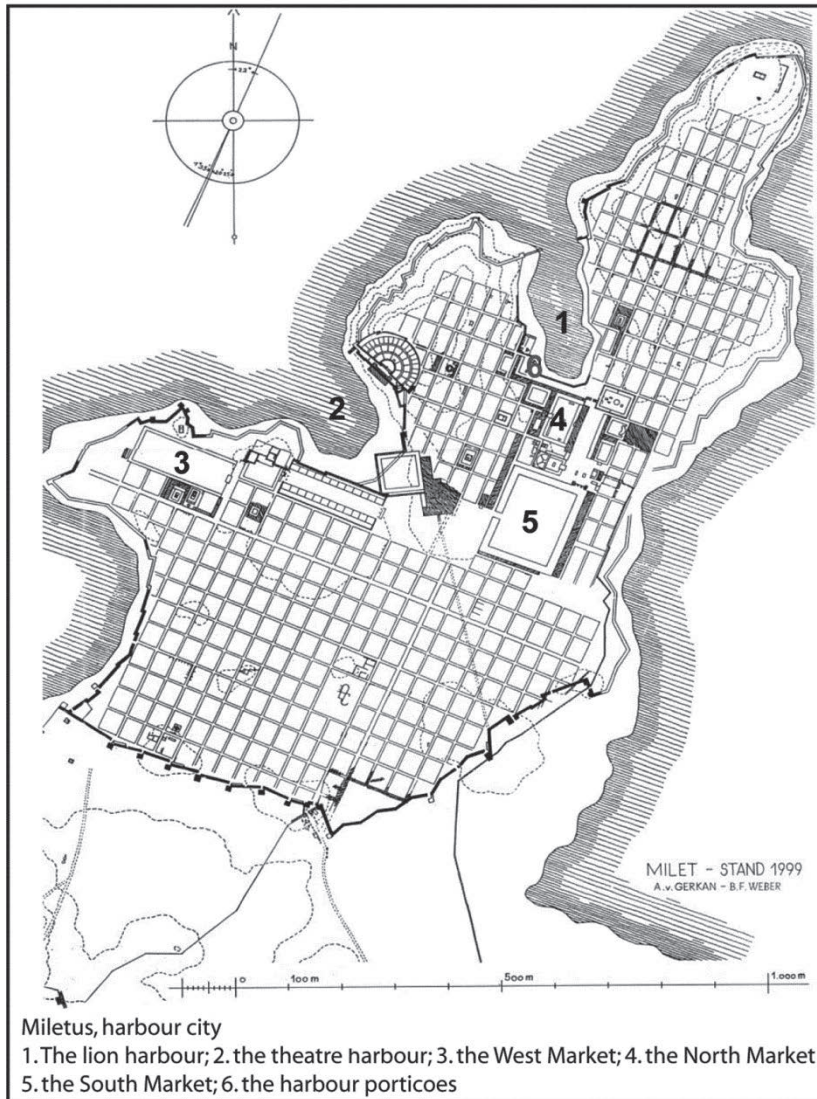 N
22°
1
6
2
4
3
5
MILET - STAND 1999
A.v. GERKAN - B.F. WEBER
0 100 m 500 m 1.000 m
Miletus, harbour city
1. The lion harbour; 2. the theatre harbour; 3. the West Market; 4. the North Market
5. the South Market; 6. the harbour porticoes